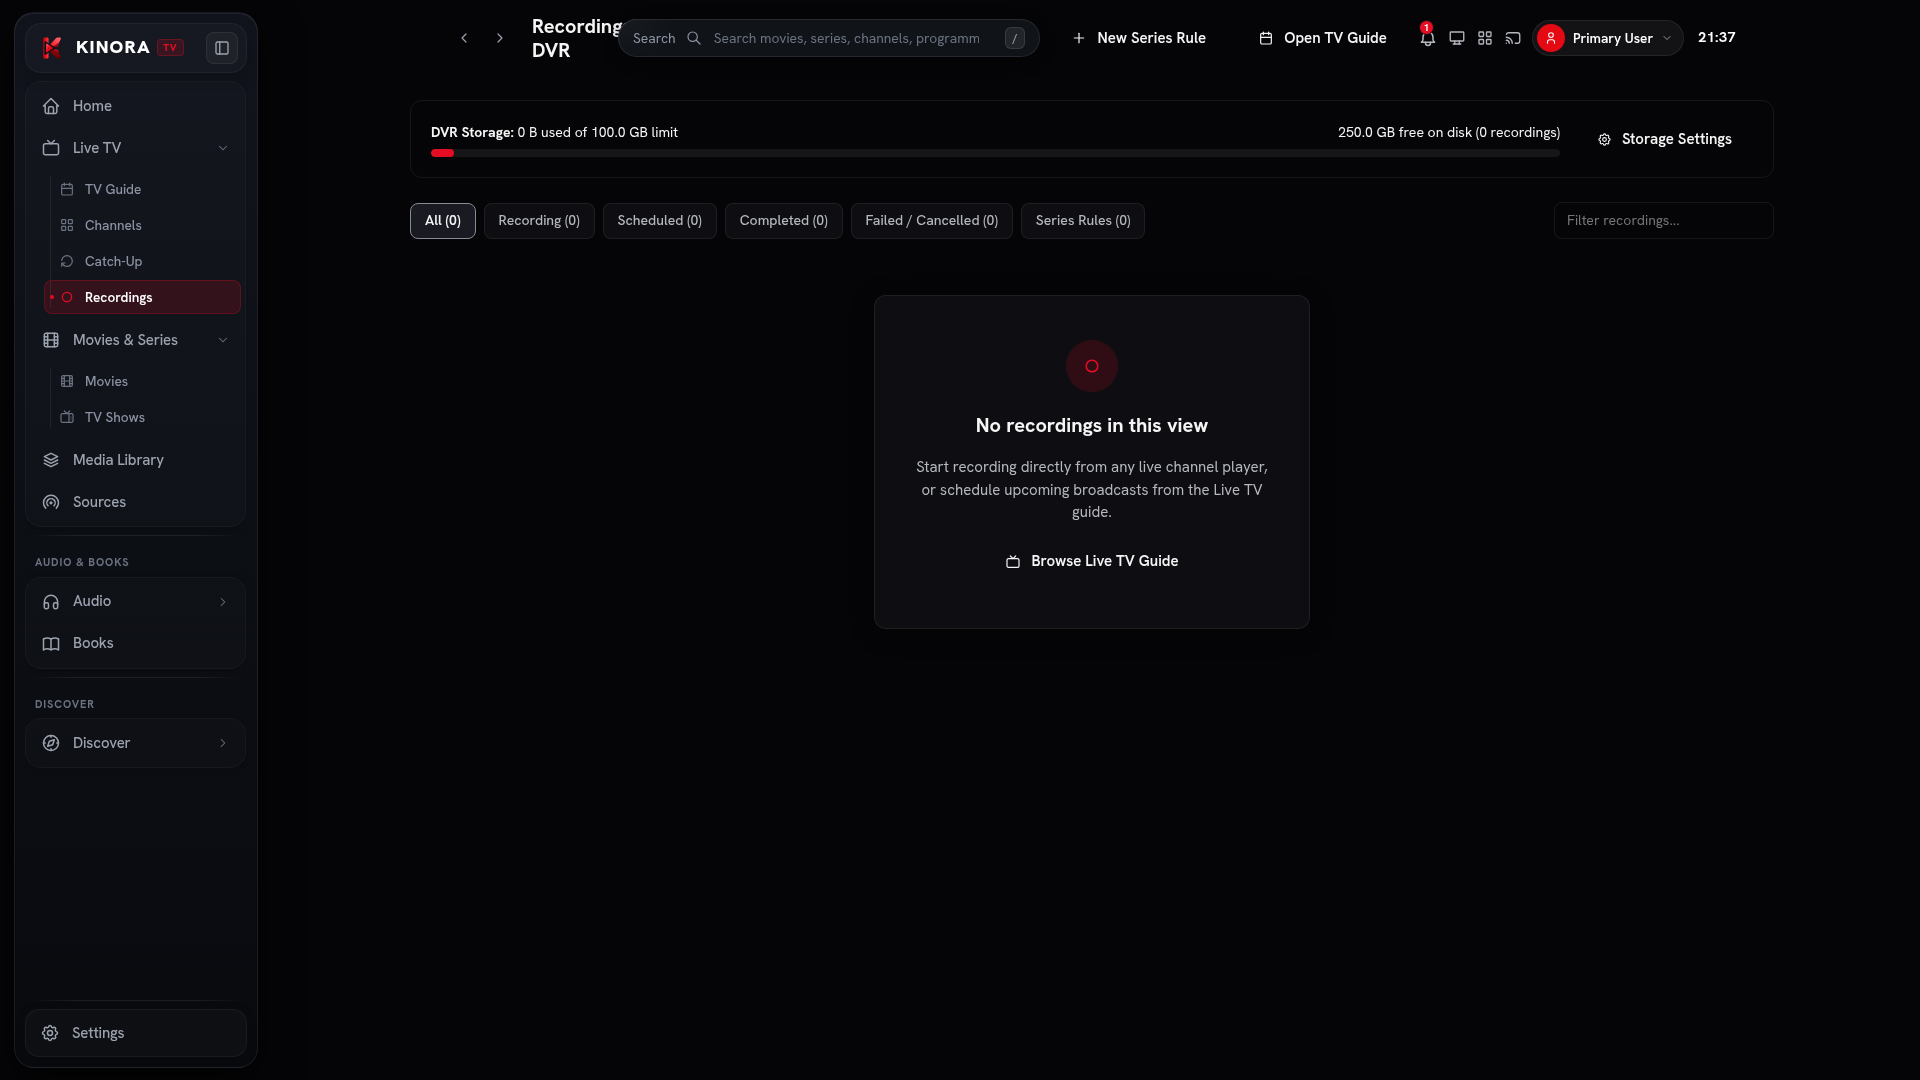 KINORA TV
Home
Live TV
TV Guide
Channels
Catch-Up
Recordings
Movies & Series
Movies
TV Shows
Media Library
Sources
AUDIO & BOOKS
Audio
Books
DISCOVER
Discover
Settings
Recording
DVR
Search Search movies, series, channels, programm /
New Series Rule
Open TV Guide
1
Primary User
21:37
DVR Storage: 0 B used of 100.0 GB limit
250.0 GB free on disk (0 recordings)
Storage Settings
All (0)
Recording (0)
Scheduled (0)
Completed (0)
Failed / Cancelled (0)
Series Rules (0)
Filter recordings...
No recordings in this view
Start recording directly from any live channel player,
or schedule upcoming broadcasts from the Live TV
guide.
Browse Live TV Guide